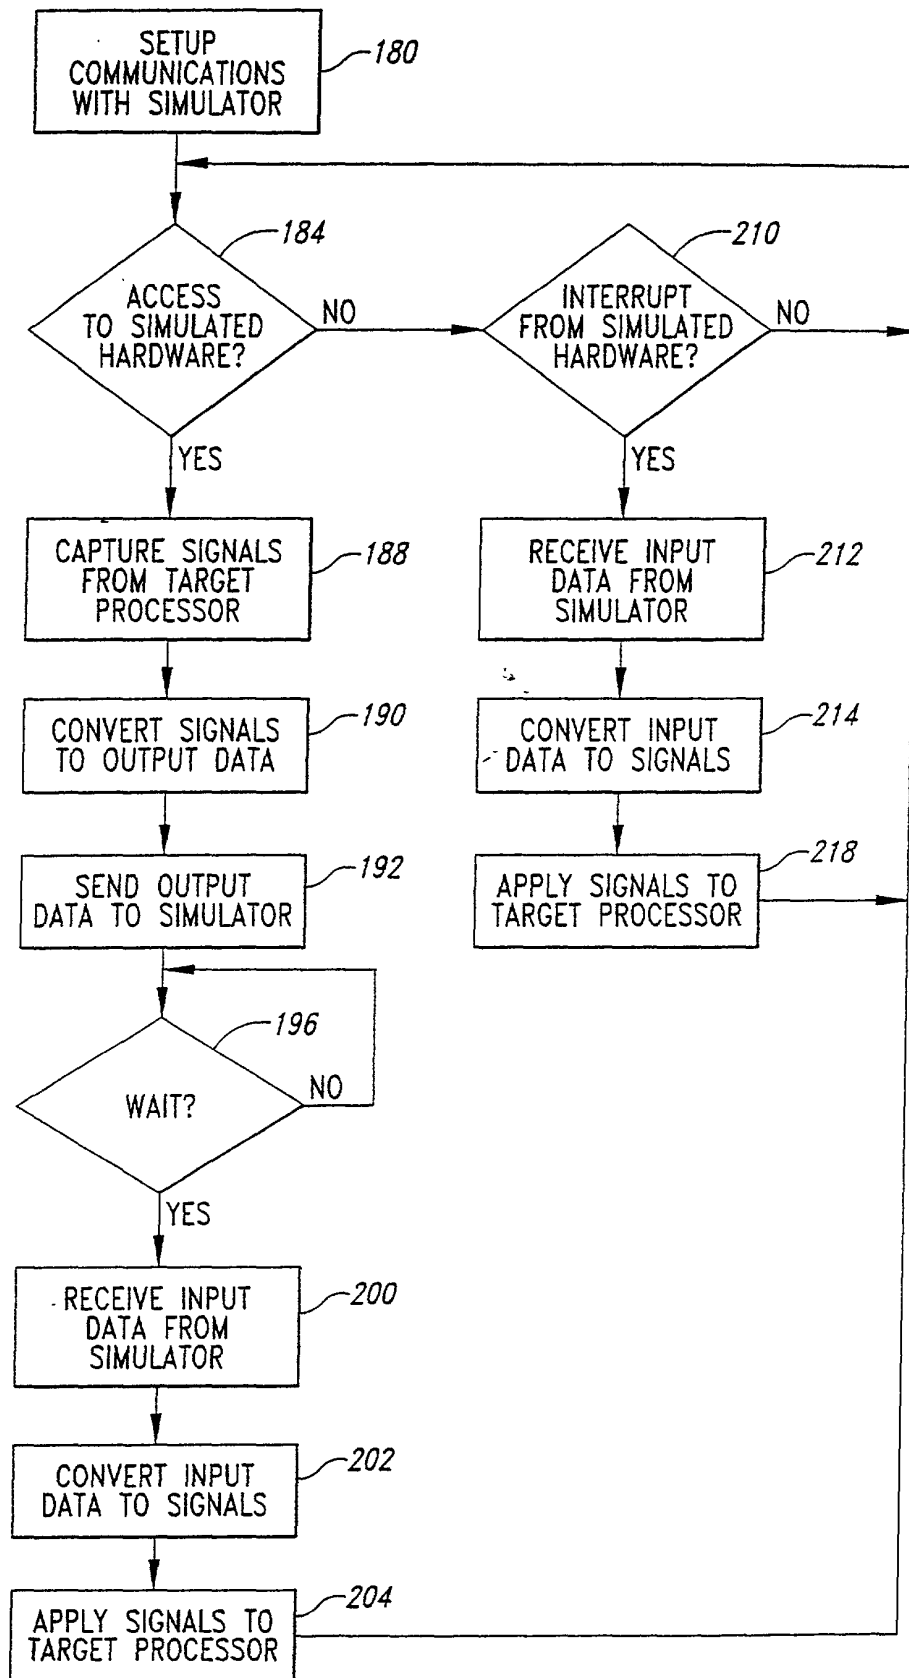 SETUP
COMMUNICATIONS
WITH SIMULATOR
180
184
ACCESS
TO SIMULATED
HARDWARE?
NO
YES
210
INTERRUPT
FROM SIMULATED
HARDWARE?
NO
YES
CAPTURE SIGNALS
FROM TARGET
PROCESSOR
188
RECEIVE INPUT
DATA FROM
SIMULATOR
212
CONVERT SIGNALS
TO OUTPUT DATA
190
CONVERT INPUT
DATA TO SIGNALS
214
SEND OUTPUT
DATA TO SIMULATOR
192
APPLY SIGNALS TO
TARGET PROCESSOR
218
196
WAIT?
NO
YES
RECEIVE INPUT
DATA FROM
SIMULATOR
200
CONVERT INPUT
DATA TO SIGNALS
202
APPLY SIGNALS TO
TARGET PROCESSOR
204